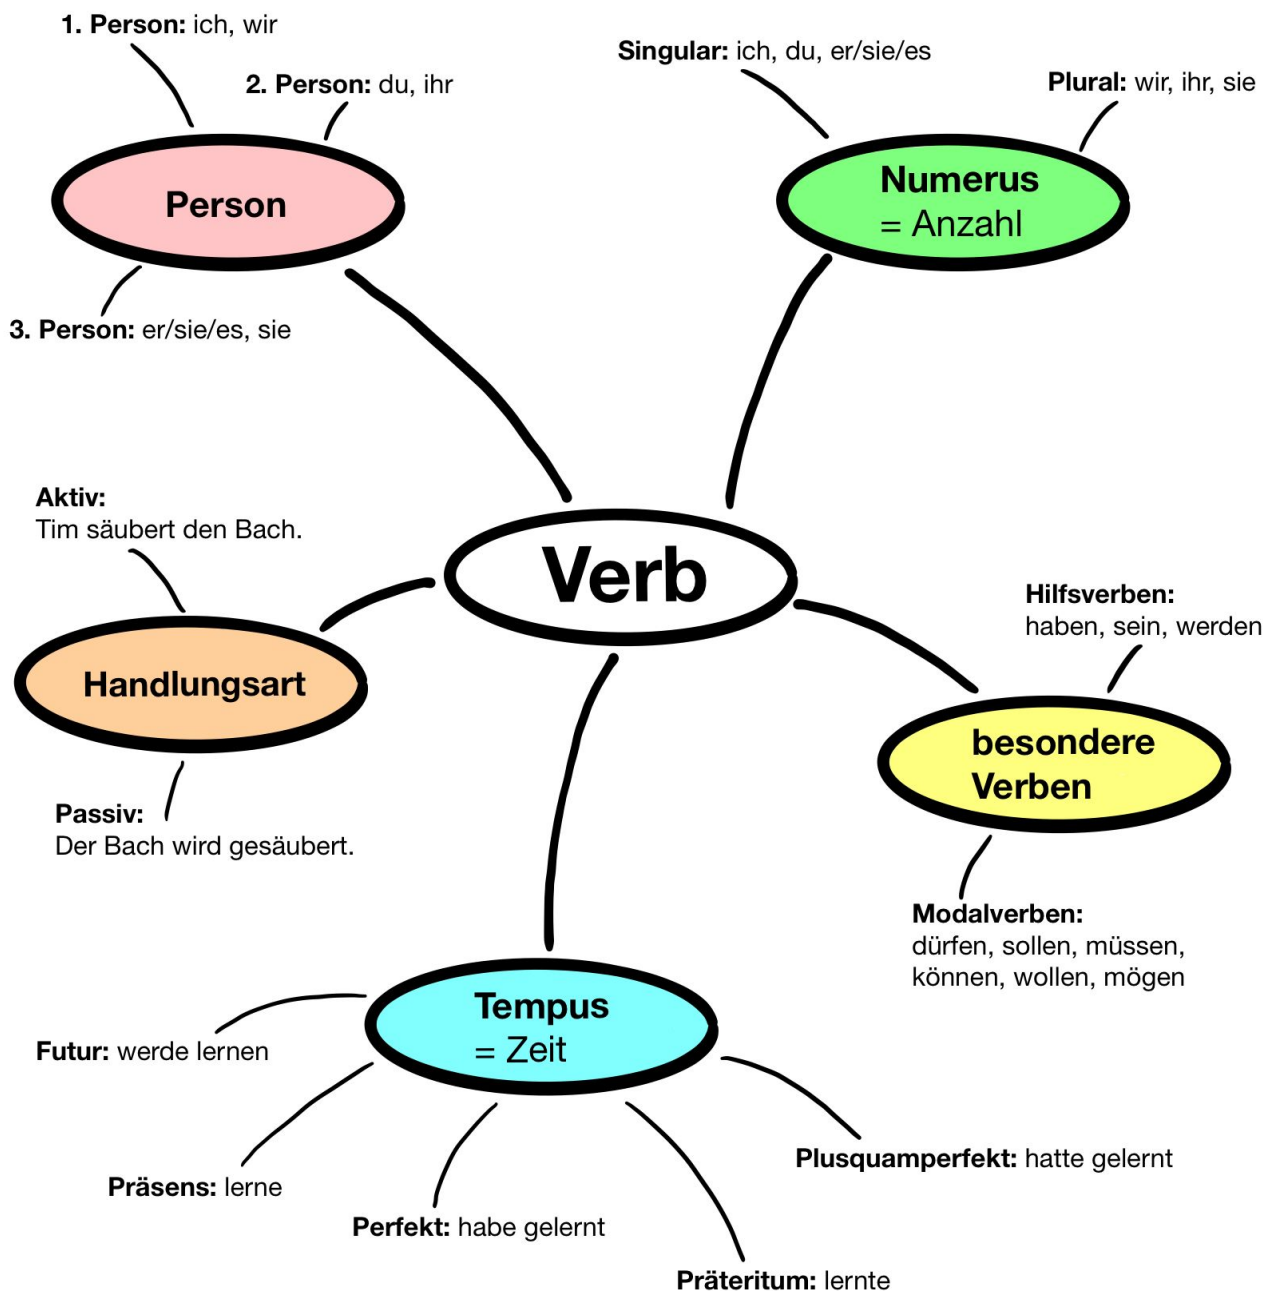 1. Person: ich, wir
2. Person: du, ihr
Person
3. Person: er/sie/es, sie
Singular: ich, du, er/sie/es
Plural: wir, ihr, sie
Numerus
= Anzahl
Verb
Aktiv:
Tim säubert den Bach.
Handlungsart
Passiv:
Der Bach wird gesäubert.
Hilfsverben:
haben, sein, werden
besondere
Verben
Modalverben:
dürfen, sollen, müssen,
können, wollen, mögen
Tempus
= Zeit
Futur: werde lernen
Präsens: lerne
Perfekt: habe gelernt
Präteritum: lernte
Plusquamperfekt: hatte gelernt